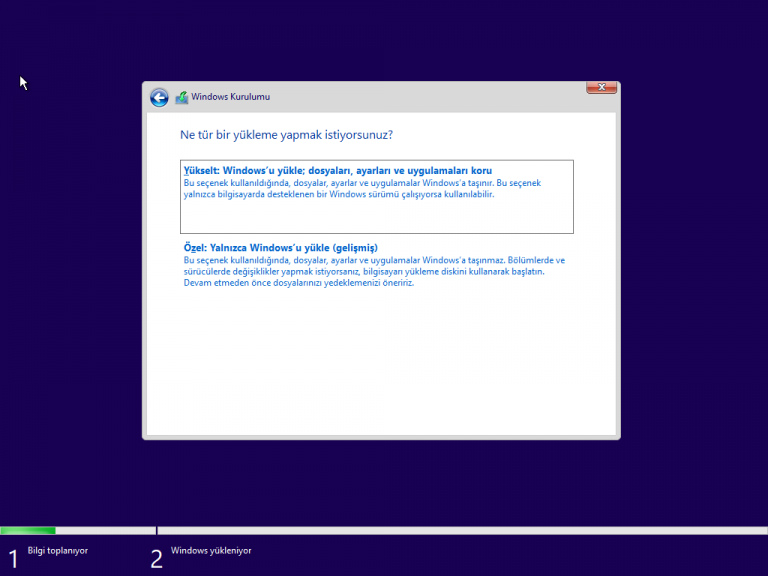 Windows Kurulumu
Ne tür bir yükleme yapmak istiyorsunuz?
Yükselt: Windows'u yükle; dosyaları, ayarları ve uygulamaları koru
Bu seçenek kullanıldığında, dosyalar, ayarlar ve uygulamalar Windows'a taşınır. Bu seçenek
yalnızca bilgisayarda desteklenen bir Windows sürümü çalışıyorsa kullanılabilir.
Özel: Yalnızca Windows'u yükle (gelişmiş)
Bu seçenek kullanıldığında, dosyalar, ayarlar ve uygulamalar Windows'a taşınmaz. Bölümlerde ve
sürücülerde değişiklikler yapmak istiyorsanız, bilgisayarı yükleme diskini kullanarak başlatın.
Devam etmeden önce dosyalarınızı yedeklemenizi öneririz.
1 Bilgi toplanıyor
2 Windows yükleniyor